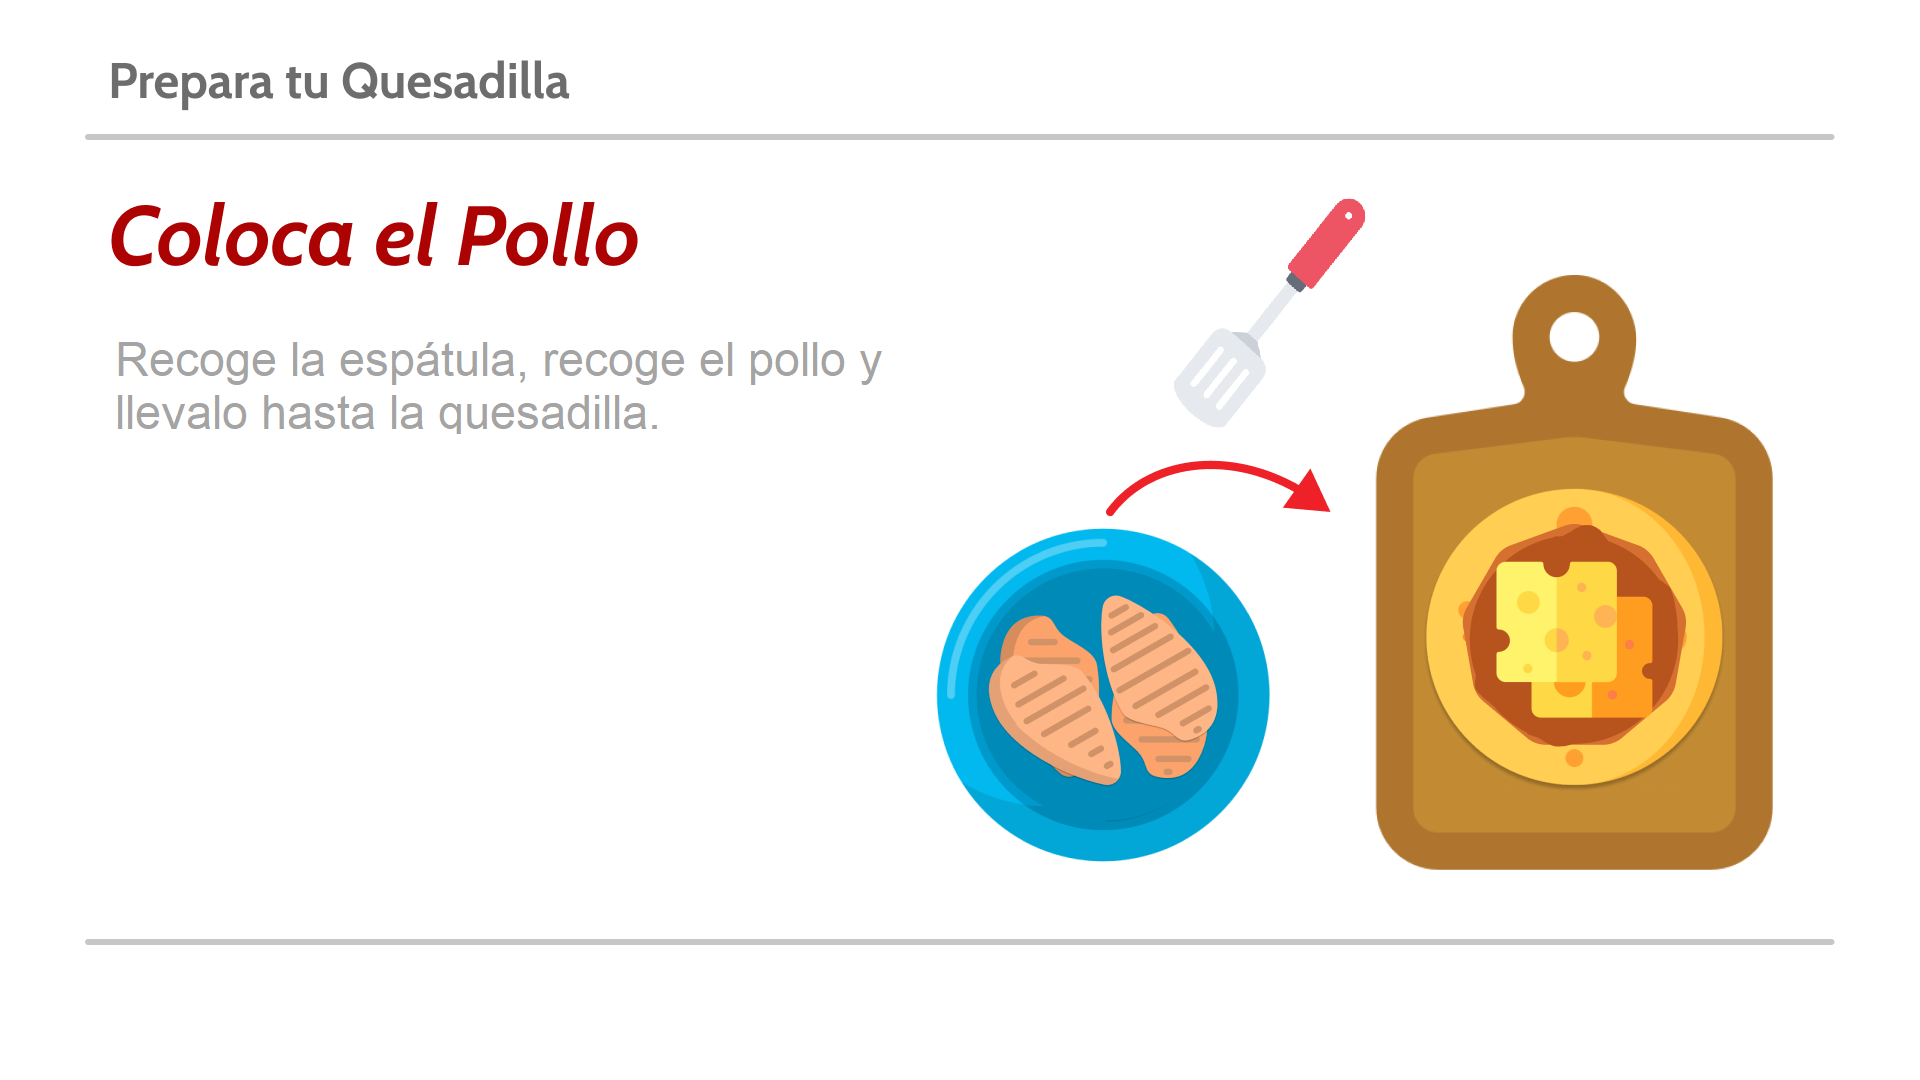 Prepara tu Quesadilla
Coloca el Pollo
Recoge la espátula, recoge el pollo y
llevalo hasta la quesadilla.